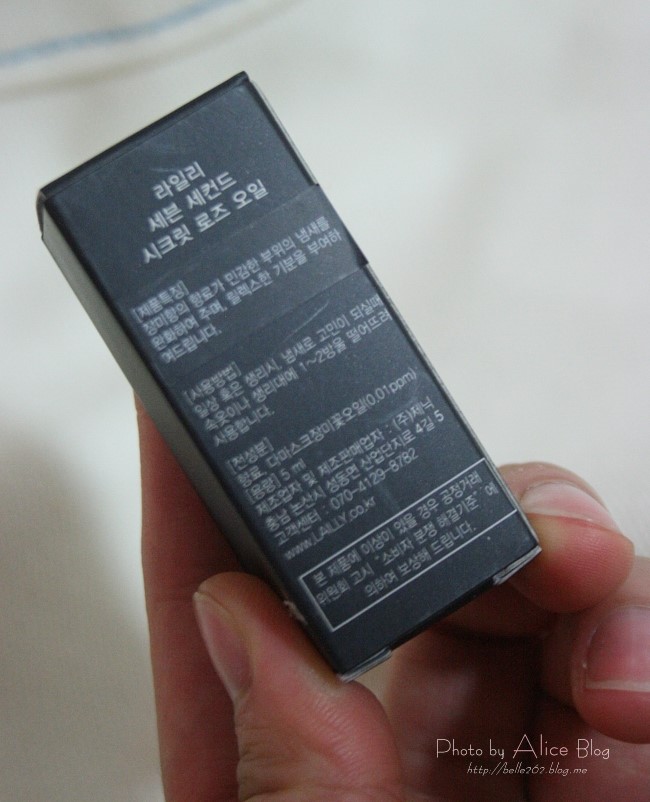 라일리
세븐 세컨드
시크릿 로즈 오일
[제품특징]
장미향의 향료가 민감한 부위의 냄새를
완화하여 주며, 릴렉스한 기분을 부여하
여드립니다.
[사용방법]
일상 혹은 생리시, 냄새로 고민이 되실때
속옷이나 생리대에 1~2방울 떨어뜨려
사용합니다.
[전성분]
향료, 다마스크장미꽃오일(0.01ppm)
[용량] 5 ml
제조업자 및 제조판매업자 : (주)제닉
충남 논산시 성동면 산업단지로 4길 5
고객센터 : 070-4129-8782
www.LAILLY.co.kr
본 제품에 이상이 있을 경우 공정거래
위원회 고시 "소비자 분쟁 해결기준" 에
의하여 보상해 드립니다.
Photo by Alice Blog
http://belle262.blog.me